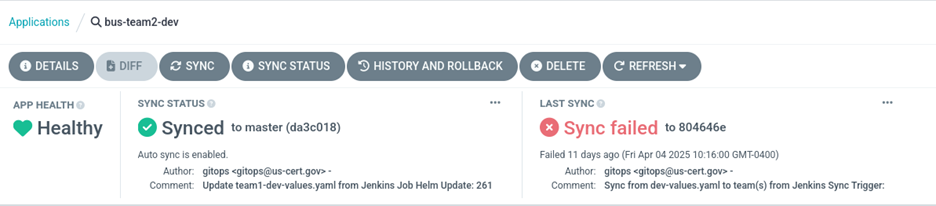 Applications / bus-team2-dev
DETAILS DIFF SYNC SYNC STATUS HISTORY AND ROLLBACK DELETE REFRESH
APP HEALTH
Healthy
SYNC STATUS
Synced to master (da3c018)
Auto sync is enabled.
Author: gitops <gitops@us-cert.gov> -
Comment: Update team1-dev-values.yaml from Jenkins Job Helm Update: 261
LAST SYNC
Sync failed to 804646e
Failed 11 days ago (Fri Apr 04 2025 10:16:00 GMT-0400)
Author: gitops <gitops@us-cert.gov> -
Comment: Sync from dev-values.yaml to team(s) from Jenkins Sync Trigger: